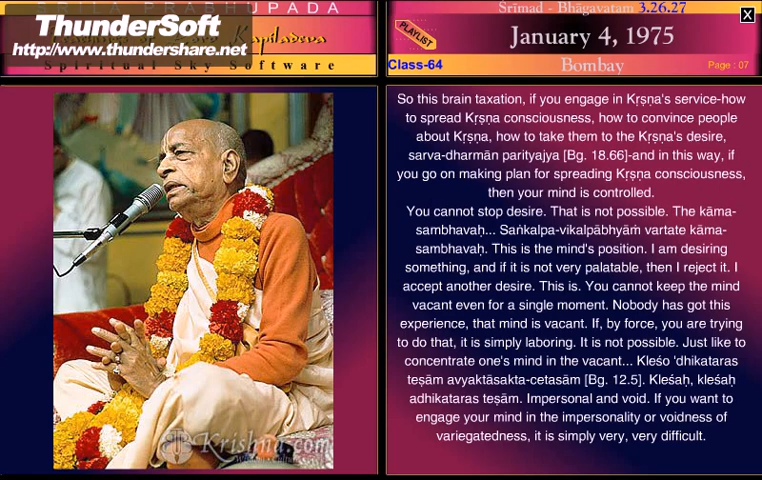 SRILA PRABHUPADA
ThunderSoft
http://www.thundershare.net
Kapiladeva
Spiritual Sky Software
Śrīmad - Bhāgavatam 3.26.27
X
PLAYLIST
January 4, 1975
Class-64
Bombay
Page : 07
Krishna.com
So this brain taxation, if you engage in Kṛṣṇa's service-how
to spread Kṛṣṇa consciousness, how to convince people
about Kṛṣṇa, how to take them to the Kṛṣṇa's desire,
sarva-dharmān parityajya [Bg. 18.66]-and in this way, if
you go on making plan for spreading Kṛṣṇa consciousness,
then your mind is controlled.
You cannot stop desire. That is not possible. The kāma-
sambhavaḥ... Saṅkalpa-vikalpābhyāṁ vartate kāma-
sambhavaḥ. This is the mind's position. I am desiring
something, and if it is not very palatable, then I reject it. I
accept another desire. This is. You cannot keep the mind
vacant even for a single moment. Nobody has got this
experience, that mind is vacant. If, by force, you are trying
to do that, it is simply laboring. It is not possible. Just like to
concentrate one's mind in the vacant... Kleśo 'dhikataras
teṣām avyaktāsakta-cetasām [Bg. 12.5]. Kleśaḥ, kleśaḥ
adhikataras teṣām. Impersonal and void. If you want to
engage your mind in the impersonality or voidness of
variegatedness, it is simply very, very difficult.